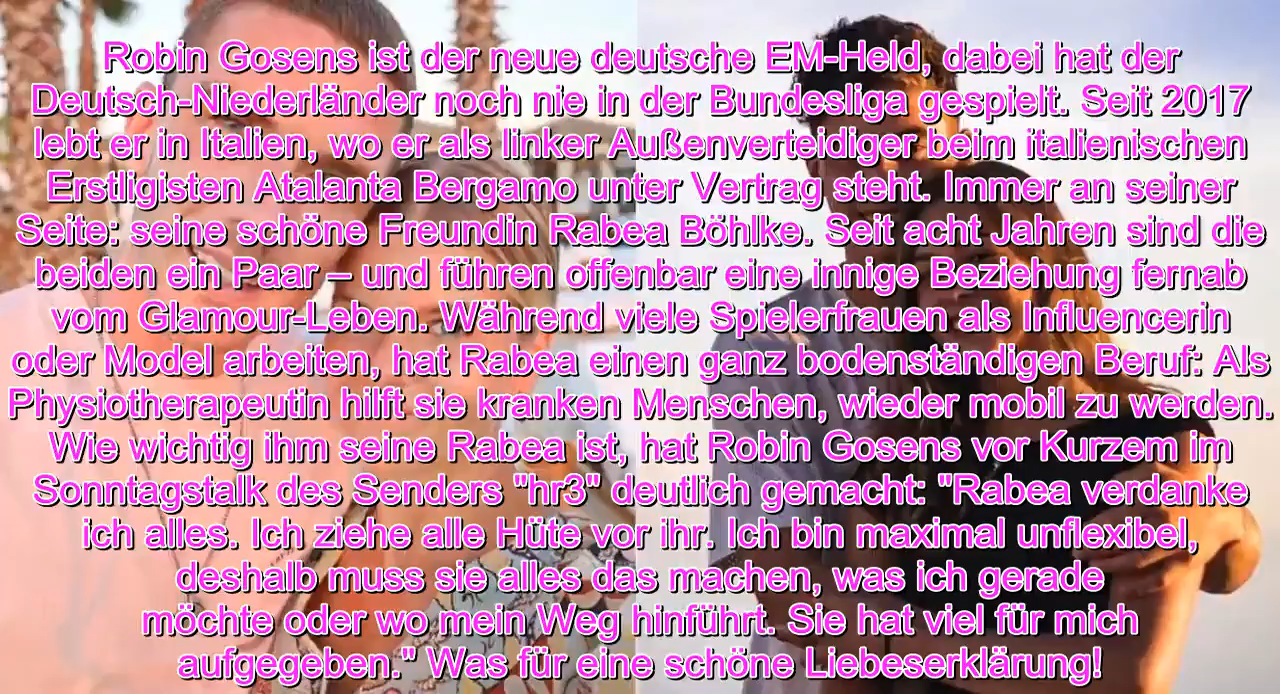 Robin Gosens ist der neue deutsche EM-Held, dabei hat der
Deutsch-Niederländer noch nie in der Bundesliga gespielt. Seit 2017
lebt er in Italien, wo er als linker Außenverteidiger beim italienischen
Erstligisten Atalanta Bergamo unter Vertrag steht. Immer an seiner
Seite: seine schöne Freundin Rabea Böhlke. Seit acht Jahren sind die
beiden ein Paar – und führen offenbar eine innige Beziehung fernab
vom Glamour-Leben. Während viele Spielerfrauen als Influencerin
oder Model arbeiten, hat Rabea einen ganz bodenständigen Beruf: Als
Physiotherapeutin hilft sie kranken Menschen, wieder mobil zu werden.
Wie wichtig ihm seine Rabea ist, hat Robin Gosens vor Kurzem im
Sonntagstalk des Senders "hr3" deutlich gemacht: "Rabea verdanke
ich alles. Ich ziehe alle Hüte vor ihr. Ich bin maximal unflexibel,
deshalb muss sie alles das machen, was ich gerade
möchte oder wo mein Weg hinführt. Sie hat viel für mich
aufgegeben." Was für eine schöne Liebeserklärung!